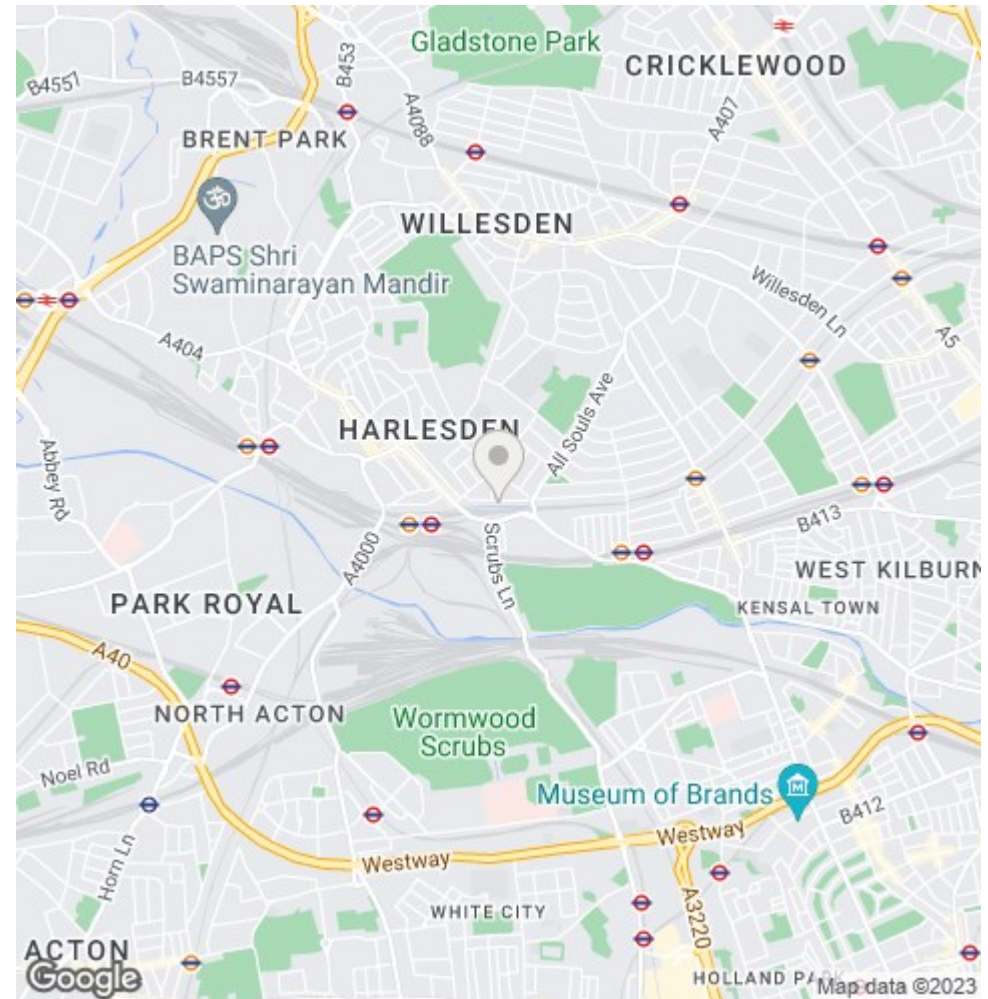 Gladstone Park
CRICKLEWOOD
B4557
B4557
B453
A4088
A407
BRENT PARK
WILLESDEN
BAPS Shri
Swaminarayan Mandir
Willesden Ln
A404
A5
HARLESDEN
All Souls Ave
Abbey Rd
A4000
Scrubs Ln
B413
WEST KILBURN
PARK ROYAL
KENSAL TOWN
A40
NORTH ACTON
Wormwood
Scrubs
Noel Rd
Museum of Brands
B412
Horn Ln
Westway
Westway
A3220
WHITE CITY
ACTON
Google
HOLLAND PA
Map data ©2023